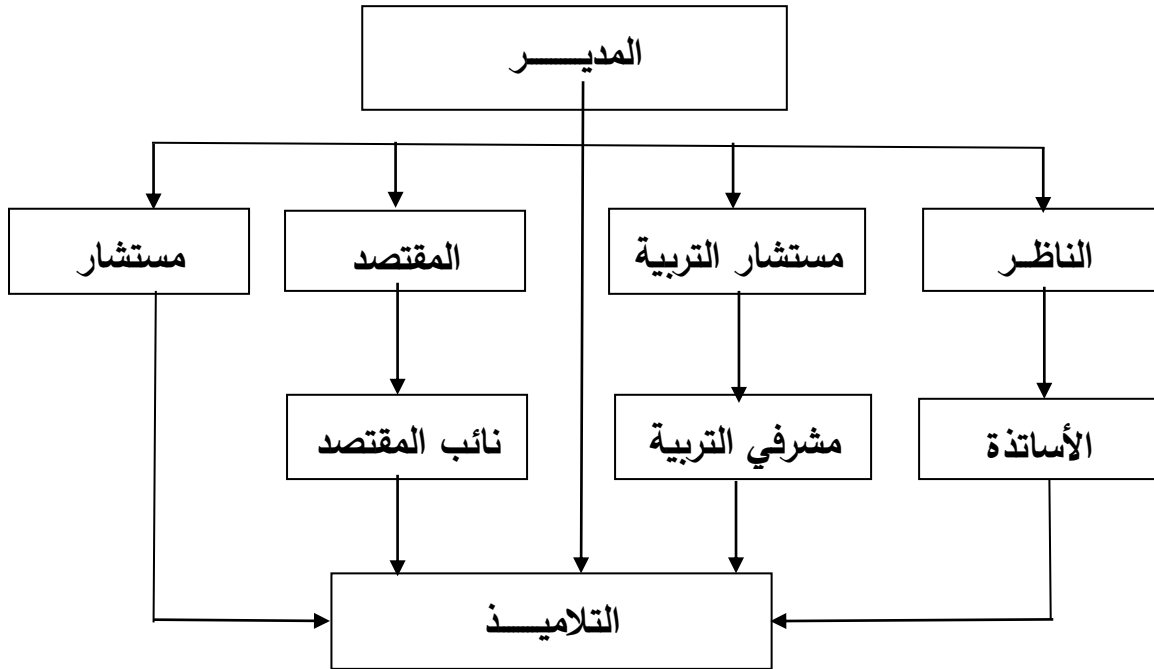 المديـــــر
الناظـر
مستشار التربية
المقتصد
مستشار
الأساتذة
مشرفي التربية
نائب المقتصد
التلاميـــذ